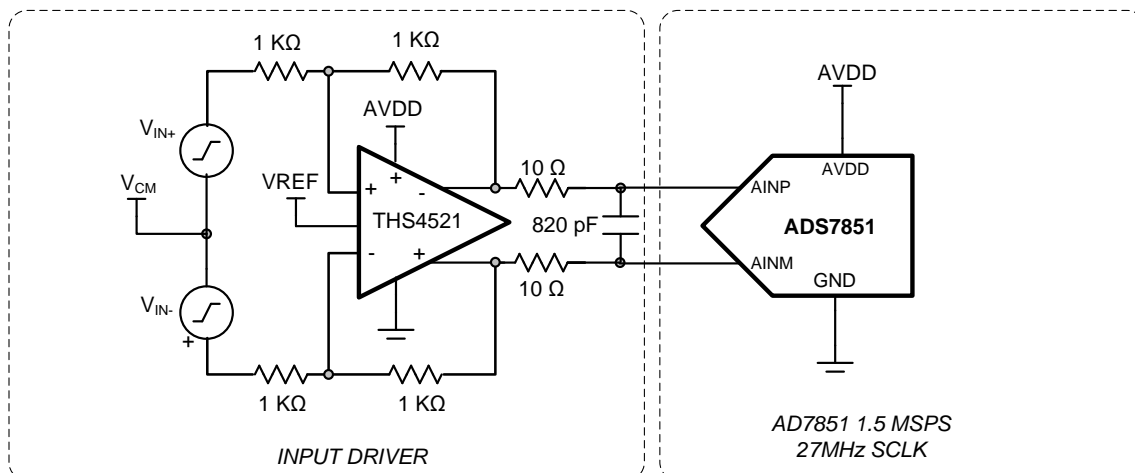 1 KΩ
1 KΩ
AVDD
AVDD
V_IN+
V_CM
VREF
+
+
-
10 Ω
THS4521
820 pF
-
+
10 Ω
AINP
AVDD
ADS7851
AINM
GND
V_IN-
+
1 KΩ
1 KΩ
INPUT DRIVER
AD7851 1.5 MSPS
27MHz SCLK